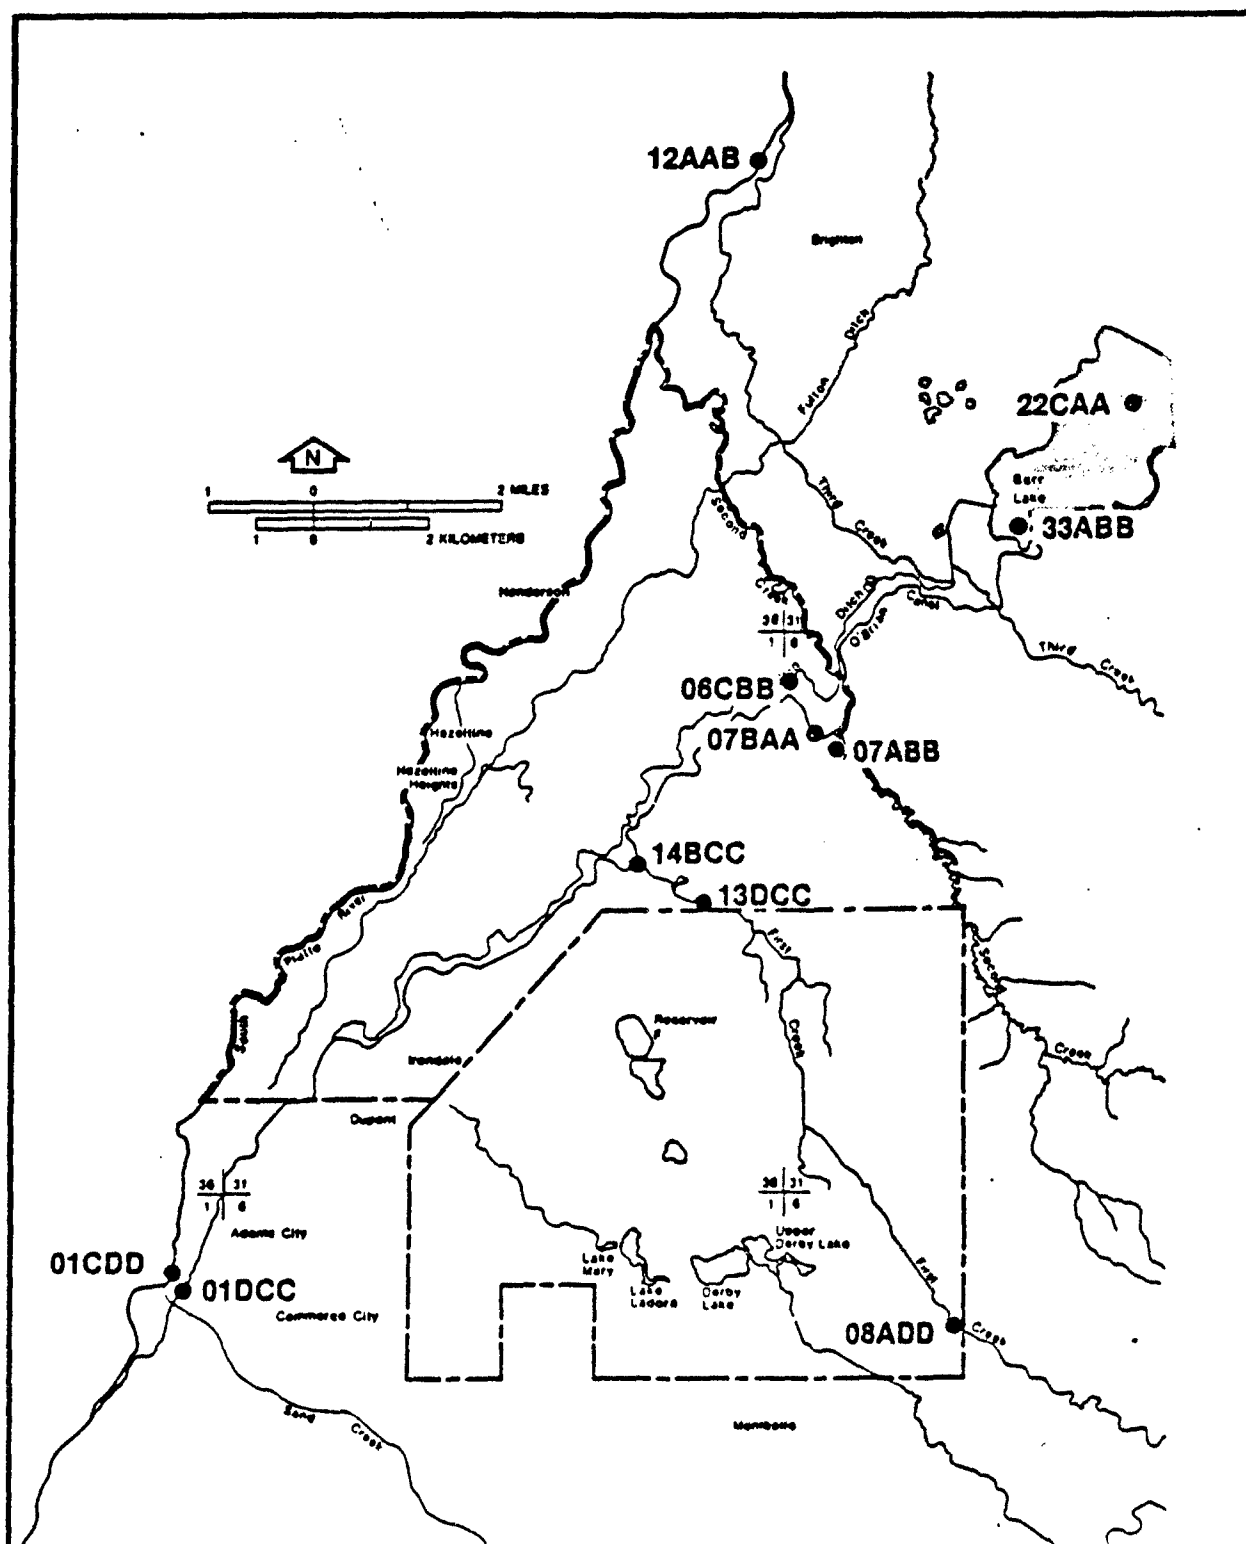 12AAB
Brighton
Fulton Ditch
22CAA
N
1 0 2 MILES
1 0 2 KILOMETERS
Barr
Lake
33ABB
Third
Creek
Second
Creek
Henderson
Ditch
O'Brian
Canal
36 31
1 6
Third Creek
06CBB
Hazeltine
07BAA
07ABB
Hazeltine
Heights
14BCC
13DCC
South Platte River
First
Creek
Second
Creek
Reservoir
Irondale
Dupont
36 31
1 6
36 31
1 6
Adams City
Upper
Derby Lake
01CDD
Lake
Mary
01DCC
Lake
Ladora
Derby
Lake
First
Creek
Commerce City
08ADD
Sand
Creek
Montbello